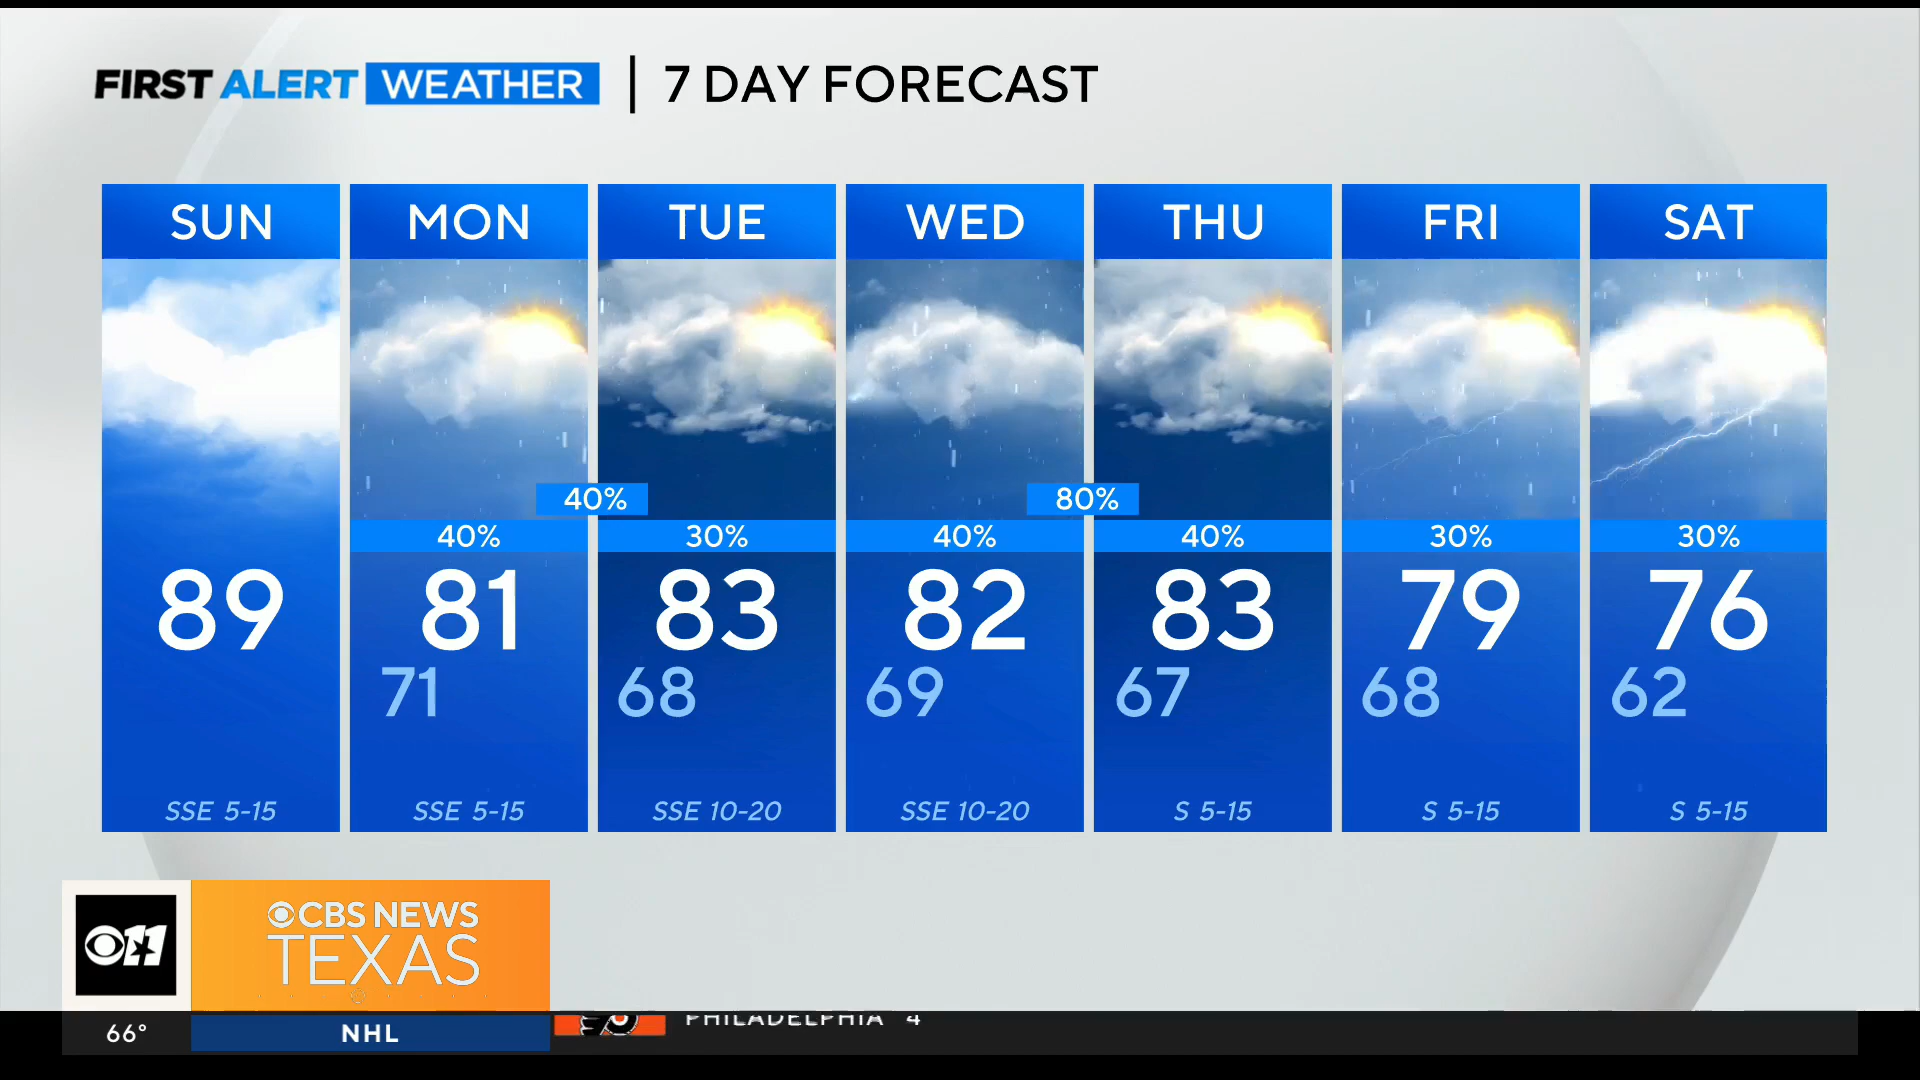 FIRST ALERT WEATHER | 7 DAY FORECAST
SUN MON TUE WED THU FRI SAT
40% 80%
40% 30% 40% 40% 30% 30%
89 81 83 82 83 79 76
71 68 69 67 68 62
SSE 5-15 SSE 5-15 SSE 10-20 SSE 10-20 S 5-15 S 5-15 S 5-15
11
CBS NEWS
TEXAS
66° NHL PHILADELPHIA 4